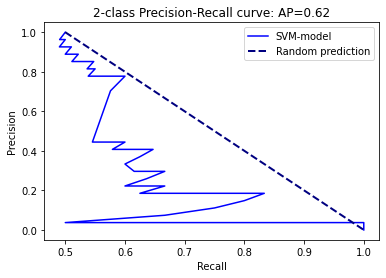 2-class Precision-Recall curve: AP=0.62
SVM-model
Random prediction
Precision
1.0
0.8
0.6
0.4
0.2
0.0
0.5
0.6
0.7
0.8
0.9
1.0
Recall